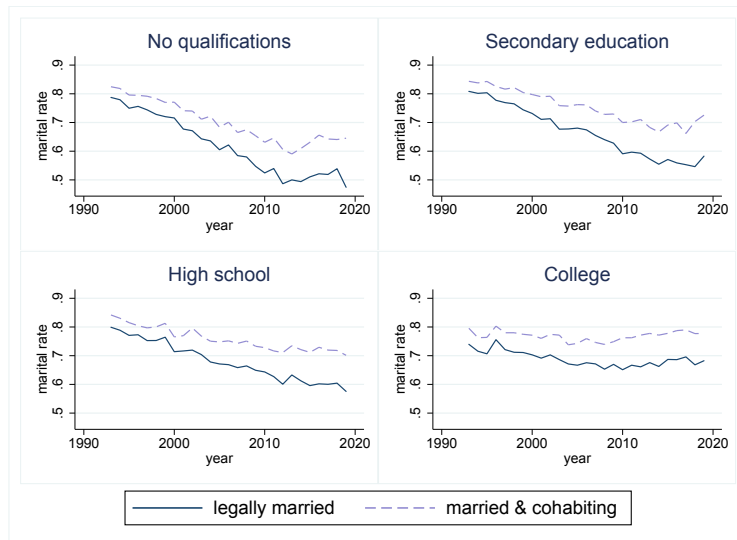 No qualifications
marital rate
.5 .6 .7 .8 .9
1990 2000 2010 2020
year
Secondary education
marital rate
.5 .6 .7 .8 .9
1990 2000 2010 2020
year
High school
marital rate
.5 .6 .7 .8 .9
1990 2000 2010 2020
year
College
marital rate
.5 .6 .7 .8 .9
1990 2000 2010 2020
year
legally married married & cohabiting